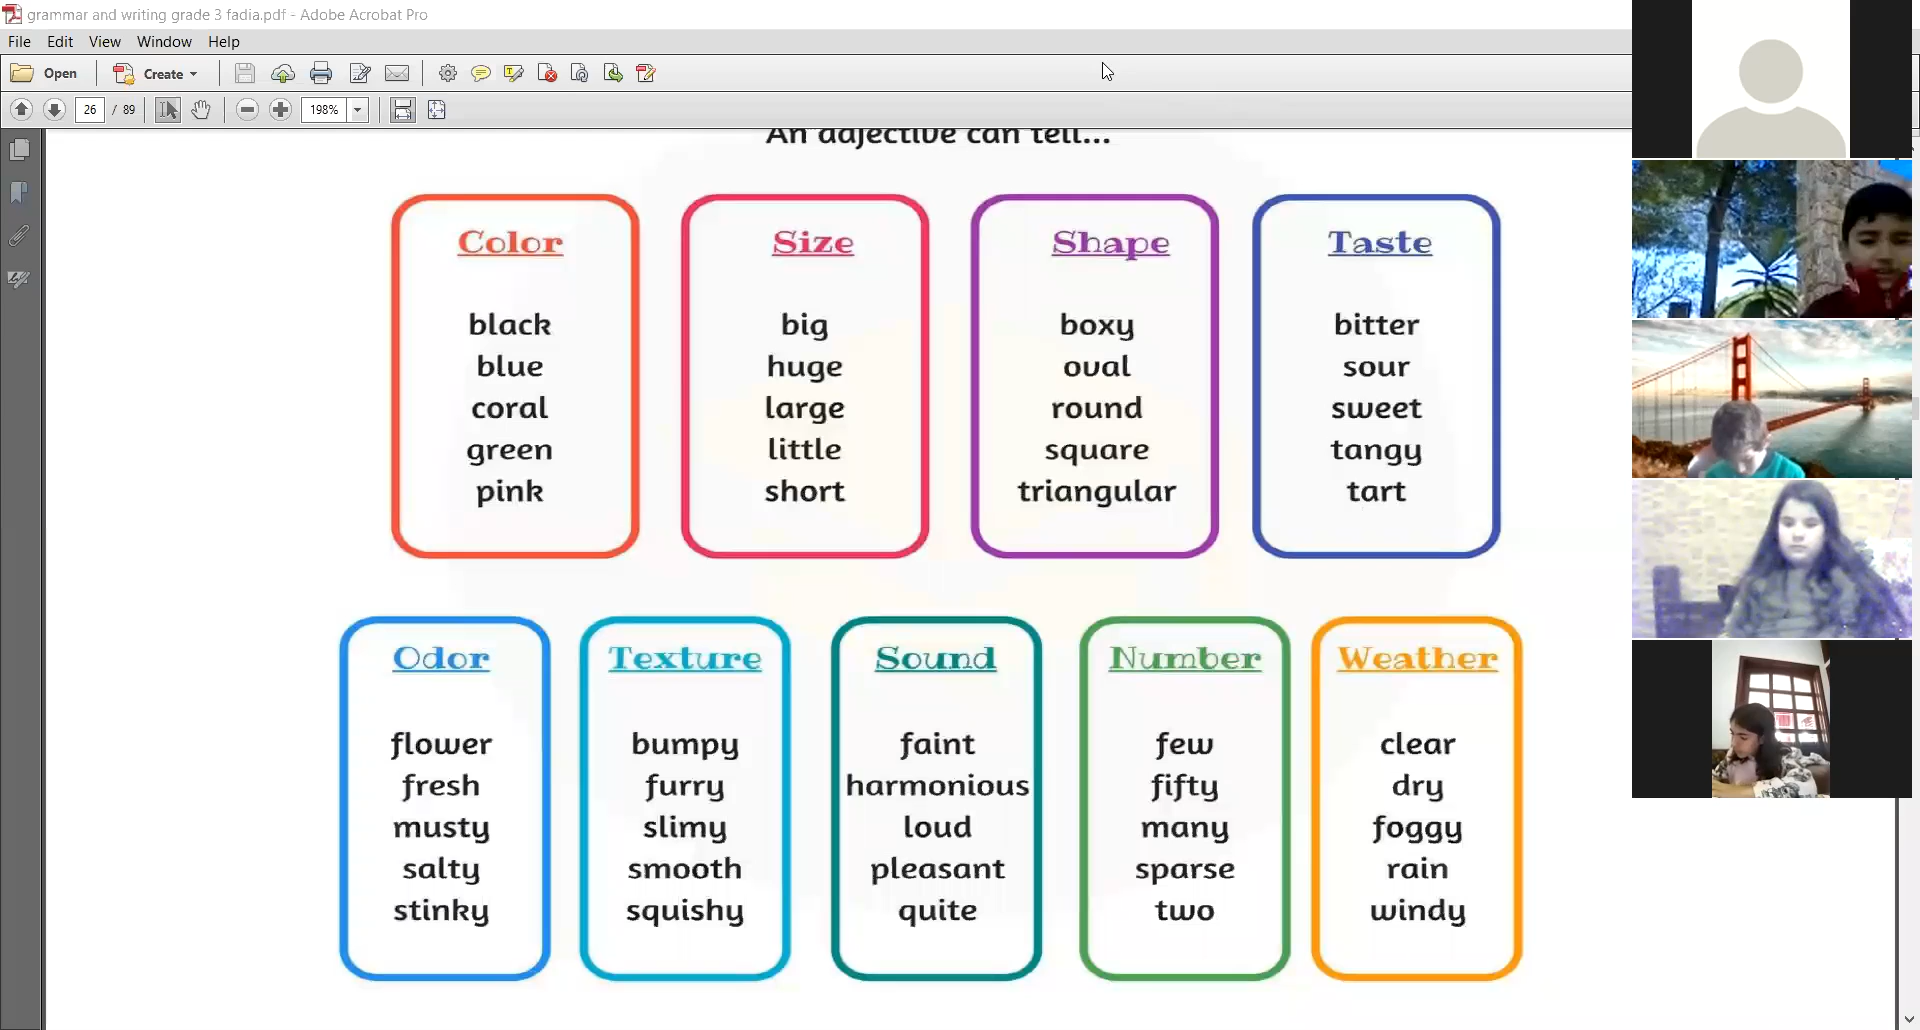 grammar and writing grade 3 fadia.pdf - Adobe Acrobat Pro
File Edit View Window Help
Open Create
26 / 89 198%
An adjective can tell...
Color
black
blue
coral
green
pink
Size
big
huge
large
little
short
Shape
boxy
oval
round
square
triangular
Taste
bitter
sour
sweet
tangy
tart
Odor
flower
fresh
musty
salty
stinky
Texture
bumpy
furry
slimy
smooth
squishy
Sound
faint
harmonious
loud
pleasant
quite
Number
few
fifty
many
sparse
two
Weather
clear
dry
foggy
rain
windy